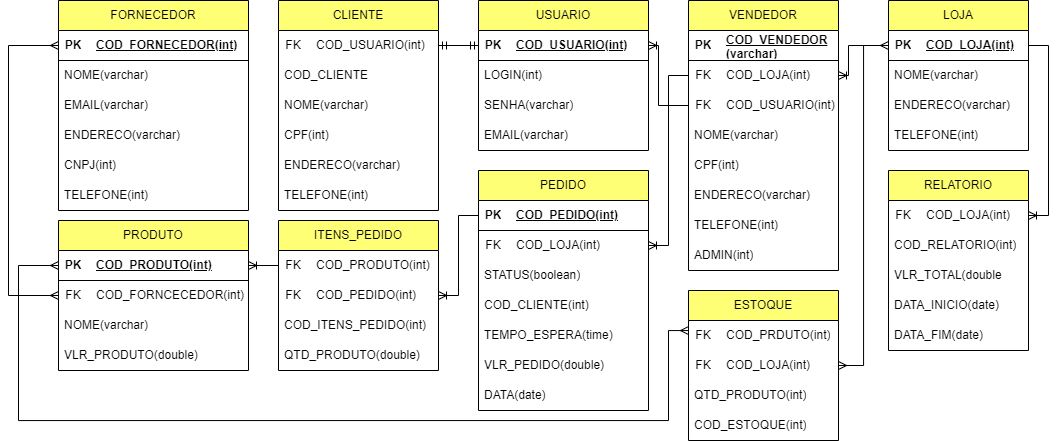 FORNECEDOR
PK COD_FORNECEDOR(int)
NOME(varchar)
EMAIL(varchar)
ENDERECO(varchar)
CNPJ(int)
TELEFONE(int)
CLIENTE
FK COD_USUARIO(int)
COD_CLIENTE
NOME(varchar)
CPF(int)
ENDERECO(varchar)
TELEFONE(int)
USUARIO
PK COD_USUARIO(int)
LOGIN(int)
SENHA(varchar)
EMAIL(varchar)
VENDEDOR
PK COD_VENDEDOR
(varchar)
FK COD_LOJA(int)
FK COD_USUARIO(int)
NOME(varchar)
CPF(int)
ENDERECO(varchar)
TELEFONE(int)
ADMIN(int)
LOJA
PK COD_LOJA(int)
NOME(varchar)
ENDERECO(varchar)
TELEFONE(int)
PRODUTO
PK COD_PRODUTO(int)
FK COD_FORNCECEDOR(int)
NOME(varchar)
VLR_PRODUTO(double)
ITENS_PEDIDO
FK COD_PRODUTO(int)
FK COD_PEDIDO(int)
COD_ITENS_PEDIDO(int)
QTD_PRODUTO(double)
PEDIDO
PK COD_PEDIDO(int)
FK COD_LOJA(int)
STATUS(boolean)
COD_CLIENTE(int)
TEMPO_ESPERA(time)
VLR_PEDIDO(double)
DATA(date)
ESTOQUE
FK COD_PRDUTO(int)
FK COD_LOJA(int)
QTD_PRODUTO(int)
COD_ESTOQUE(int)
RELATORIO
FK COD_LOJA(int)
COD_RELATORIO(int)
VLR_TOTAL(double
DATA_INICIO(date)
DATA_FIM(date)